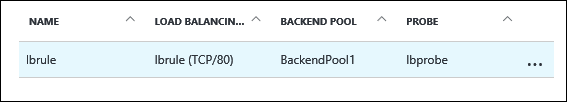 NAME LOAD BALANCIN... BACKEND POOL PROBE
lbrule lbrule (TCP/80) BackendPool1 lbprobe ...